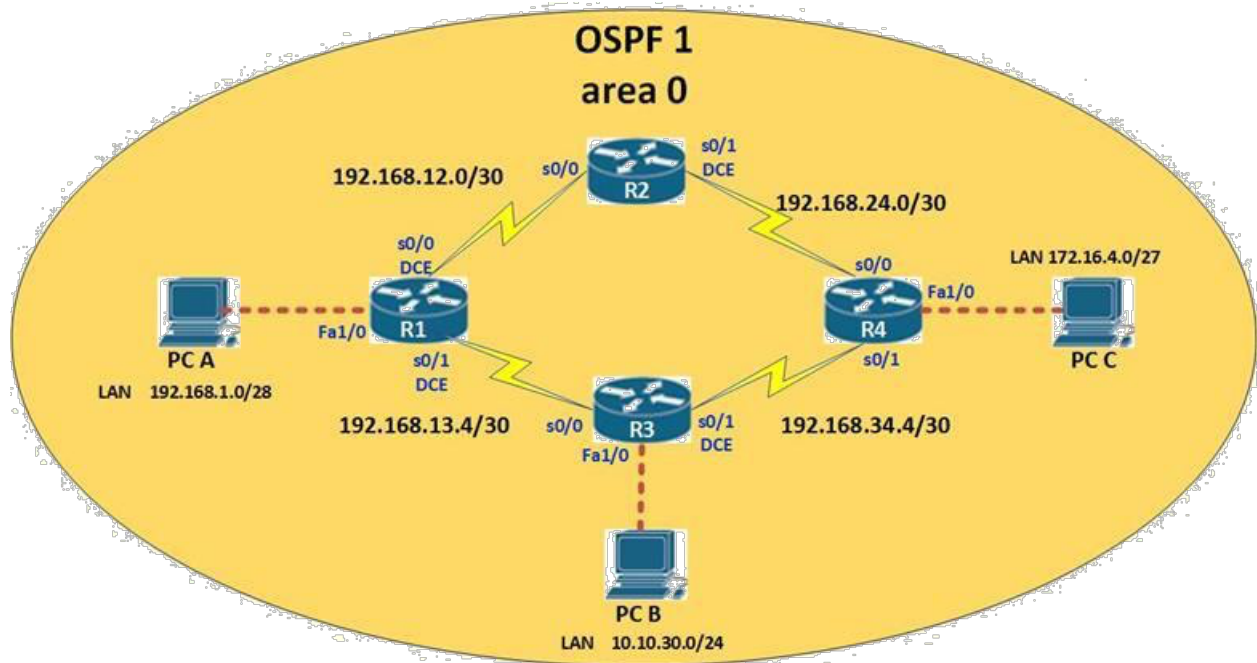 OSPF 1
area 0
s0/1
DCE
s0/0
R2
192.168.12.0/30
192.168.24.0/30
s0/0
DCE
s0/0
LAN 172.16.4.0/27
Fa1/0
R1
Fa1/0
R4
PC A
s0/1
DCE
s0/1
PC C
LAN 192.168.1.0/28
192.168.13.4/30
s0/0
R3
s0/1
DCE
192.168.34.4/30
Fa1/0
PC B
LAN 10.10.30.0/24